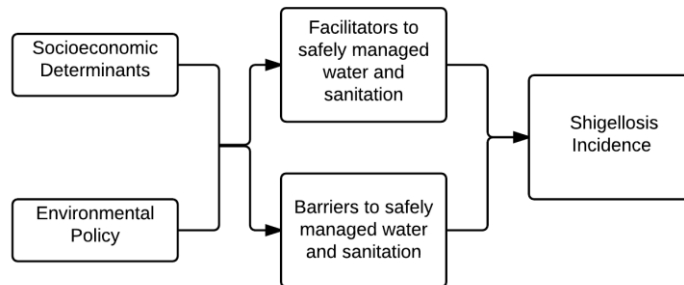 Socioeconomic
Determinants
Environmental
Policy
Facilitators to
safely managed
water and
sanitation
Barriers to safely
managed water
and sanitation
Shigellosis
Incidence